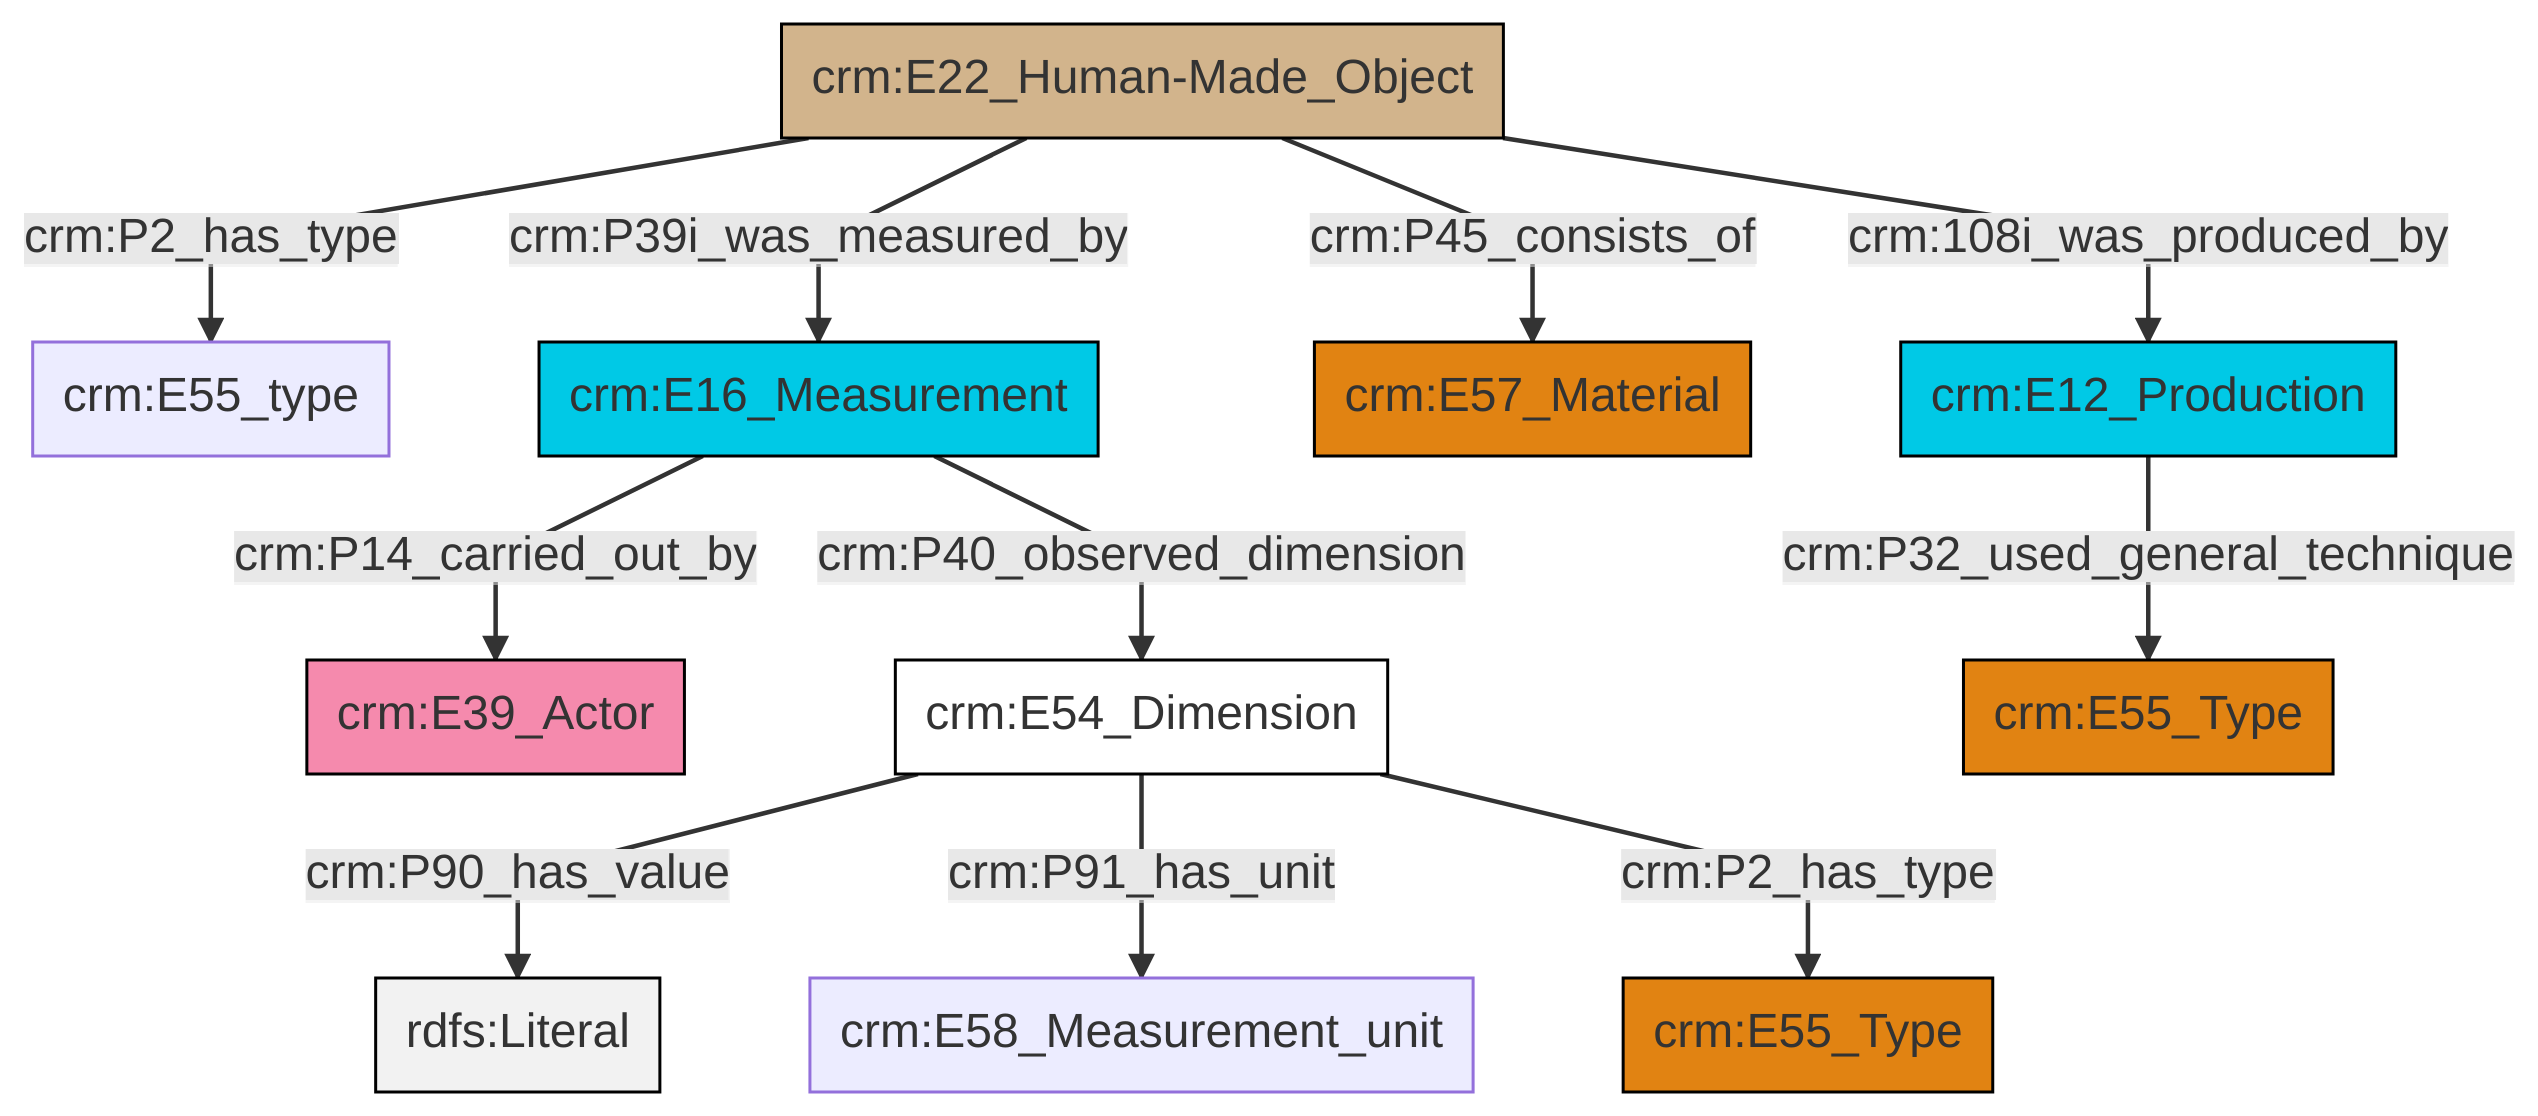 crm:E22_Human-Made_Object
crm:P2_has_type
crm:P39i_was_measured_by
crm:P45_consists_of
crm:108i_was_produced_by
crm:E55_type
crm:E16_Measurement
crm:E57_Material
crm:E12_Production
crm:P14_carried_out_by
crm:P40_observed_dimension
crm:P32_used_general_technique
crm:E39_Actor
crm:E54_Dimension
crm:E55_Type
crm:P90_has_value
crm:P91_has_unit
crm:P2_has_type
rdfs:Literal
crm:E58_Measurement_unit
crm:E55_Type